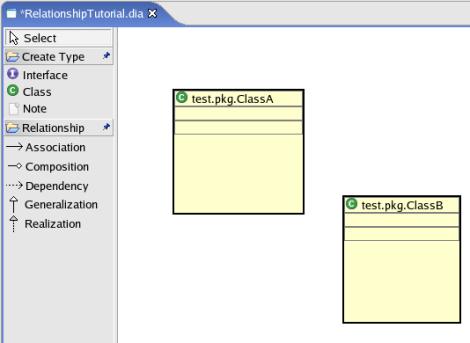 *RelationshipTutorial.dia
Select
Create Type
Interface
Class
Note
Relationship
Association
Composition
Dependency
Generalization
Realization
C test.pkg.ClassA
C test.pkg.ClassB